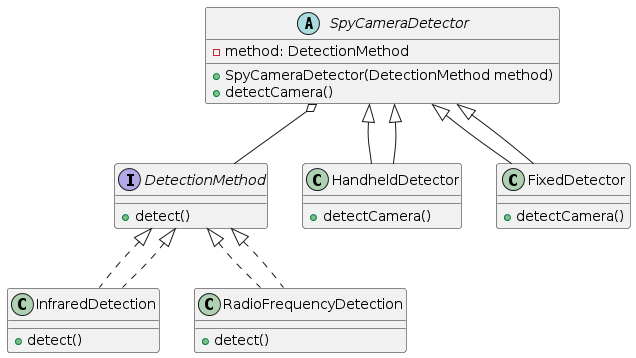 A SpyCameraDetector
method: DetectionMethod
SpyCameraDetector(DetectionMethod method)
detectCamera()
I DetectionMethod
detect()
C HandheldDetector
detectCamera()
C FixedDetector
detectCamera()
C InfraredDetection
detect()
C RadioFrequencyDetection
detect()